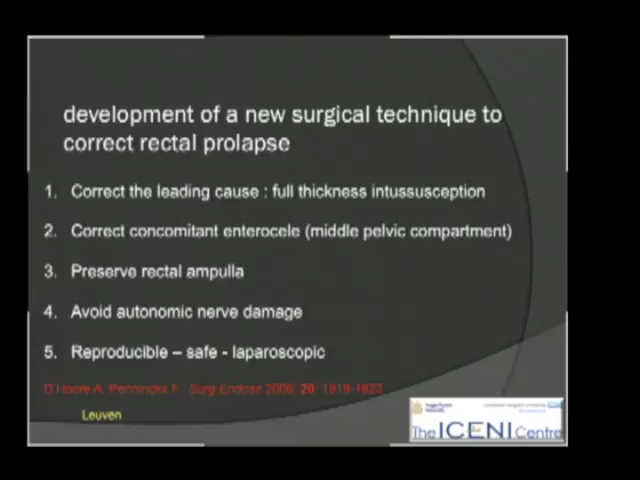 development of a new surgical technique to
correct rectal prolapse
1. Correct the leading cause : full thickness intussusception
2. Correct concomitant enterocele (middle pelvic compartment)
3. Preserve rectal ampulla
4. Avoid autonomic nerve damage
5. Reproducible – safe - laparoscopic
D'Hoore A, Penninckx F Surg Endosc 2006; 20: 1919-1923
Leuven
The ICENI Centre